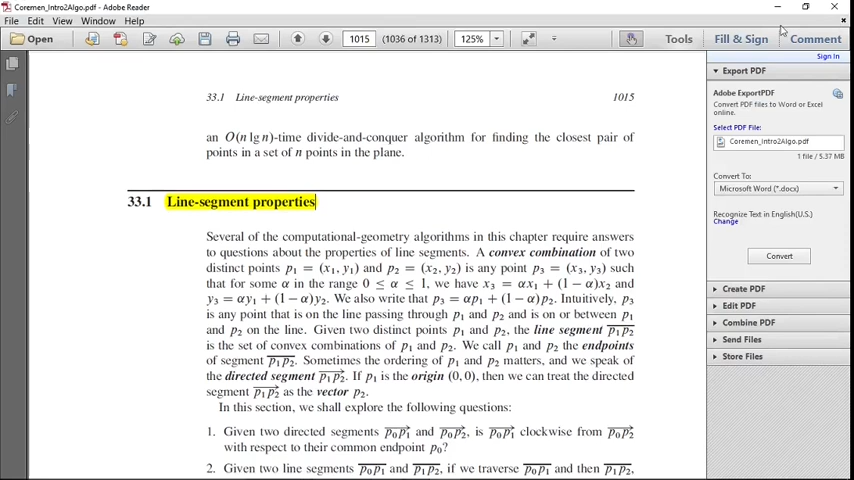 Coremen_Intro2Algo.pdf - Adobe Reader
File Edit View Window Help
Open 1015 (1036 of 1313) 125% Tools Fill & Sign Comment
Sign In
33.1 Line-segment properties 1015
an O(n lg n)-time divide-and-conquer algorithm for finding the closest pair of
points in a set of n points in the plane.
33.1 Line-segment properties
Several of the computational-geometry algorithms in this chapter require answers
to questions about the properties of line segments. A convex combination of two
distinct points p₁ = (x₁, y₁) and p₂ = (x₂, y₂) is any point p₃ = (x₃, y₃) such
that for some α in the range 0 ≤ α ≤ 1, we have x₃ = αx₁ + (1 − α)x₂ and
y₃ = αy₁ + (1 − α)y₂. We also write that p₃ = αp₁ + (1 − α)p₂. Intuitively, p₃
is any point that is on the line passing through p₁ and p₂ and is on or between p₁
and p₂ on the line. Given two distinct points p₁ and p₂, the line segment p₁p₂
is the set of convex combinations of p₁ and p₂. We call p₁ and p₂ the endpoints
of segment p₁p₂. Sometimes the ordering of p₁ and p₂ matters, and we speak of
the directed segment p₁p₂. If p₁ is the origin (0, 0), then we can treat the directed
segment p₁p₂ as the vector p₂.
In this section, we shall explore the following questions:
1. Given two directed segments p₀p₁ and p₀p₂, is p₀p₁ clockwise from p₀p₂
with respect to their common endpoint p₀?
2. Given two line segments p₀p₁ and p₁p₂, if we traverse p₀p₁ and then p₁p₂,
Export PDF
Adobe ExportPDF
Convert PDF files to Word or Excel
online.
Select PDF File:
Coremen_Intro2Algo.pdf
1 file / 5.37 MB
Convert To:
Microsoft Word (*.docx)
Recognize Text in English(U.S.)
Change
Convert
Create PDF
Edit PDF
Combine PDF
Send Files
Store Files